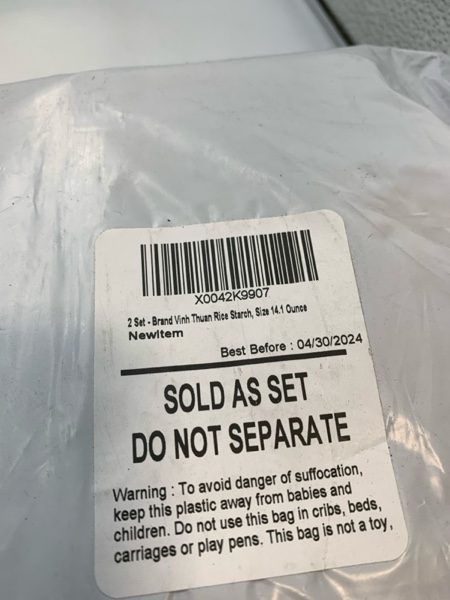 X0042K9907
2 Set - Brand Vinh Thuan Rice Starch, Size 14.1 Ounce
NewItem
Best Before : 04/30/2024
SOLD AS SET
DO NOT SEPARATE
Warning : To avoid danger of suffocation,
keep this plastic away from babies and
children. Do not use this bag in cribs, beds,
carriages or play pens. This bag is not a toy.